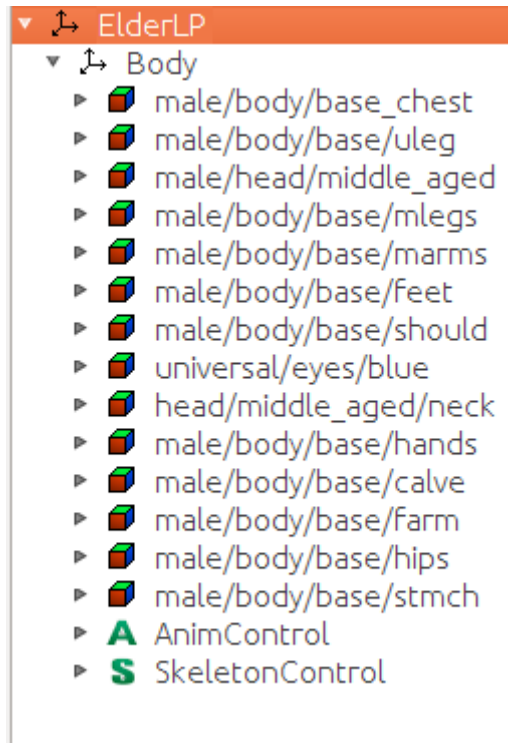 ElderLP
Body
male/body/base_chest
male/body/base/uleg
male/head/middle_aged
male/body/base/mlegs
male/body/base/marms
male/body/base/feet
male/body/base/should
universal/eyes/blue
head/middle_aged/neck
male/body/base/hands
male/body/base/calve
male/body/base/farm
male/body/base/hips
male/body/base/stmch
A AnimControl
S SkeletonControl